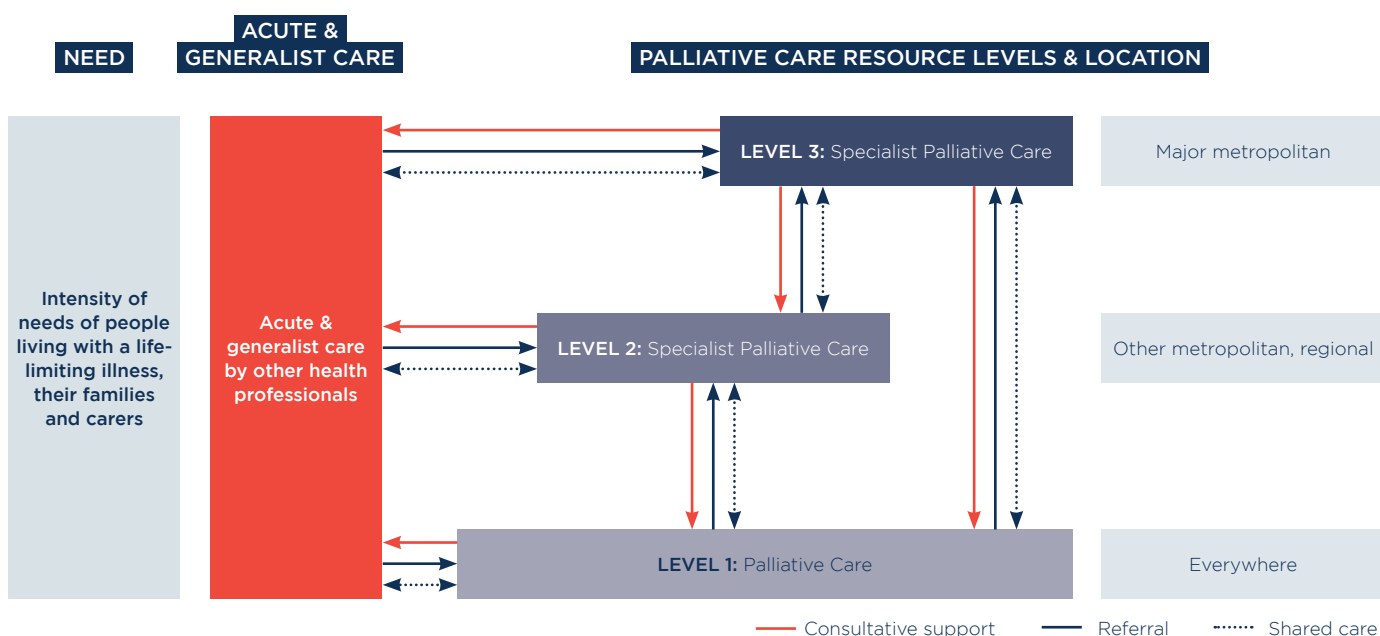 NEED
ACUTE &
GENERALIST CARE
PALLIATIVE CARE RESOURCE LEVELS & LOCATION
Intensity of
needs of people
living with a life-
limiting illness,
their families
and carers
Acute &
generalist care
by other health
professionals
LEVEL 3: Specialist Palliative Care
Major metropolitan
LEVEL 2: Specialist Palliative Care
Other metropolitan, regional
LEVEL 1: Palliative Care
Everywhere
Consultative support
Referral
Shared care